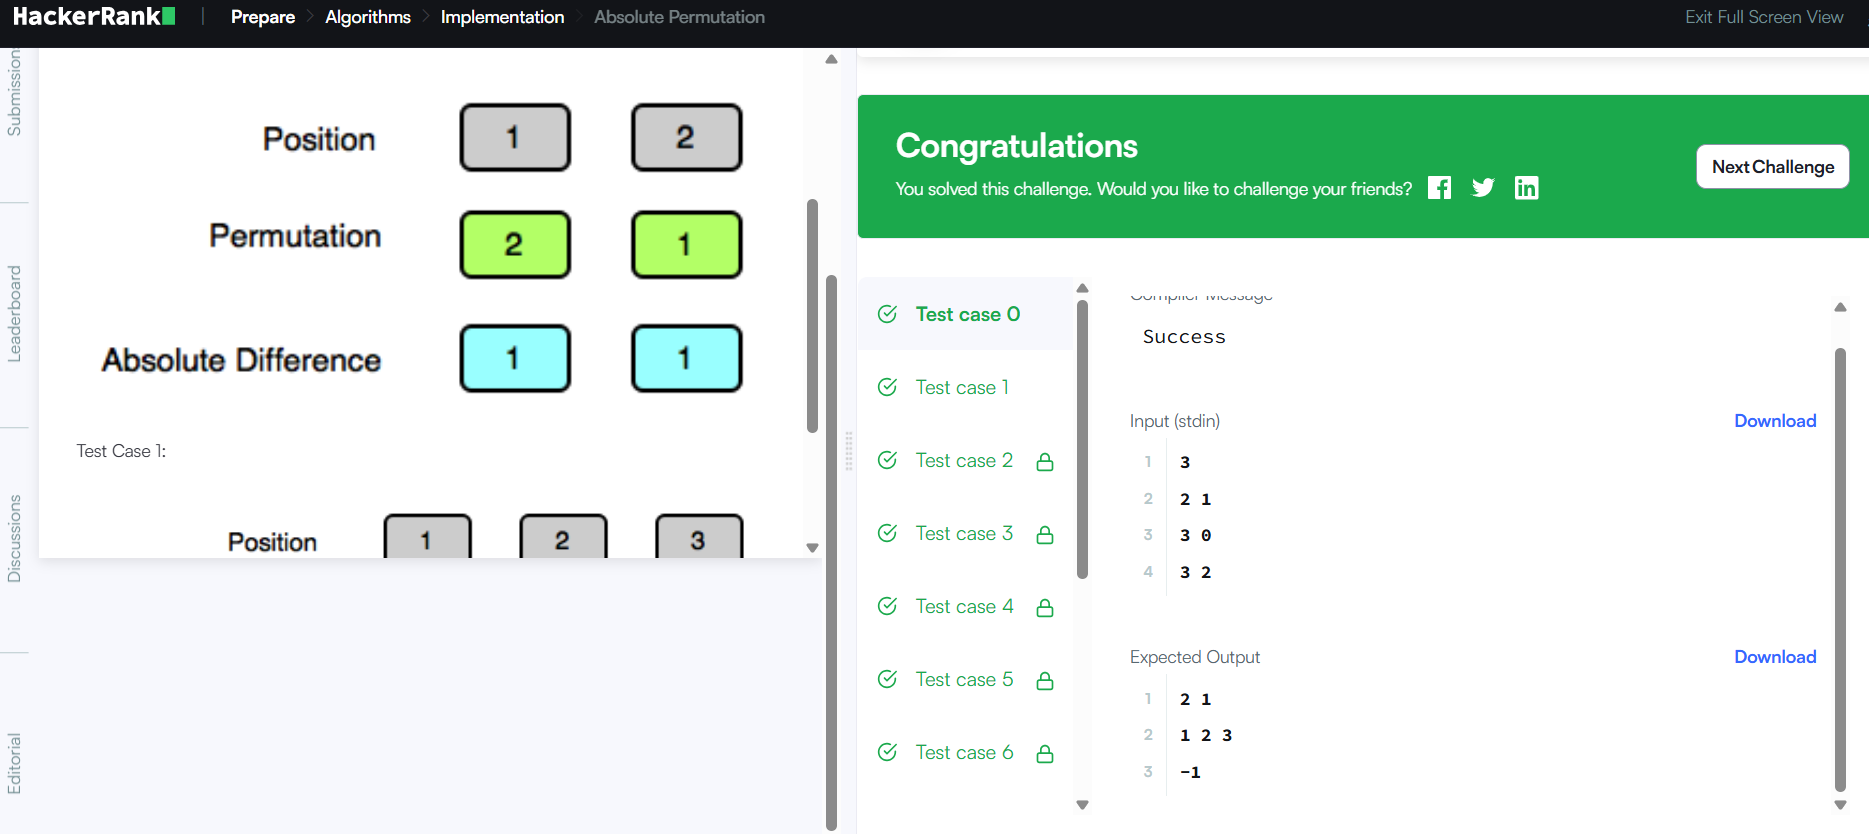 HackerRank | Prepare > Algorithms > Implementation > Absolute Permutation Exit Full Screen View
Submissions
Leaderboard
Discussions
Editorial
Position 1 2
Permutation 2 1
Absolute Difference 1 1
Test Case 1:
Position 1 2 3
Congratulations
You solved this challenge. Would you like to challenge your friends?
Next Challenge
Test case 0
Test case 1
Test case 2
Test case 3
Test case 4
Test case 5
Test case 6
Compiler Message
Success
Input (stdin) Download
1 3
2 2 1
3 3 0
4 3 2
Expected Output Download
1 2 1
2 1 2 3
3 -1